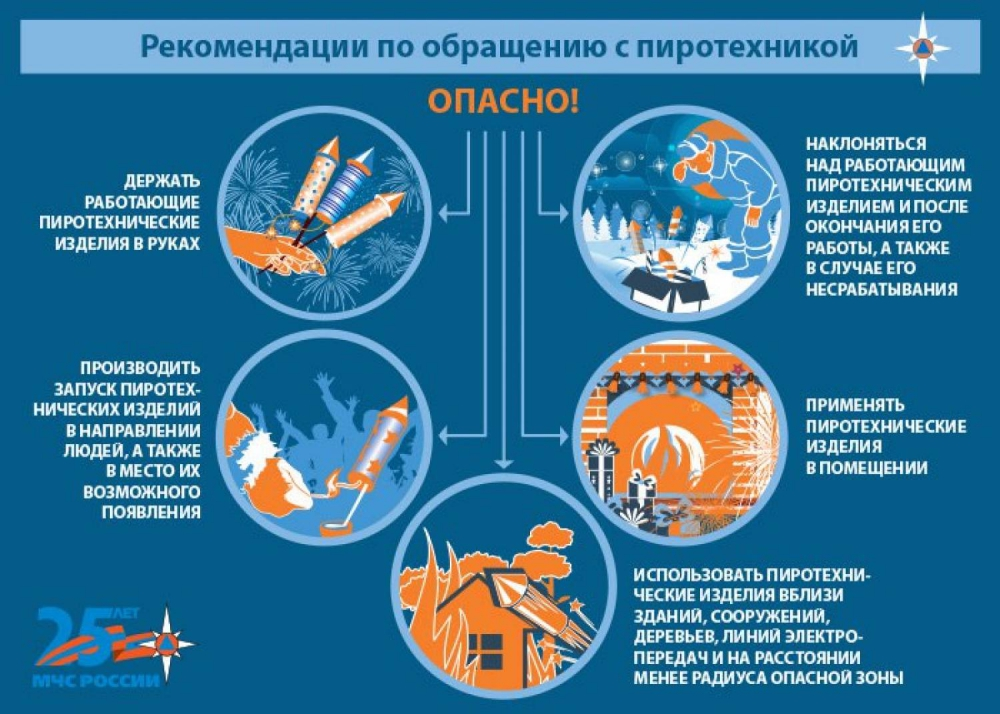 Рекомендации по обращению с пиротехникой
ОПАСНО!
ДЕРЖАТЬ
РАБОТАЮЩИЕ
ПИРОТЕХНИЧЕСКИЕ
ИЗДЕЛИЯ В РУКАХ
НАКЛОНЯТЬСЯ
НАД РАБОТАЮЩИМ
ПИРОТЕХНИЧЕСКИМ
ИЗДЕЛИЕМ И ПОСЛЕ
ОКОНЧАНИЯ ЕГО
РАБОТЫ, А ТАКЖЕ
В СЛУЧАЕ ЕГО
НЕСРАБАТЫВАНИЯ
ПРОИЗВОДИТЬ
ЗАПУСК ПИРОТЕХ-
НИЧЕСКИХ ИЗДЕЛИЙ
В НАПРАВЛЕНИИ
ЛЮДЕЙ, А ТАКЖЕ
В МЕСТО ИХ
ВОЗМОЖНОГО
ПОЯВЛЕНИЯ
ПРИМЕНЯТЬ
ПИРОТЕХНИЧЕСКИЕ
ИЗДЕЛИЯ
В ПОМЕЩЕНИИ
ИСПОЛЬЗОВАТЬ ПИРОТЕХНИ-
ЧЕСКИЕ ИЗДЕЛИЯ ВБЛИЗИ
ЗДАНИЙ, СООРУЖЕНИЙ,
ДЕРЕВЬЕВ, ЛИНИЙ ЭЛЕКТРО-
ПЕРЕДАЧ И НА РАССТОЯНИИ
МЕНЕЕ РАДИУСА ОПАСНОЙ ЗОНЫ
25 ЛЕТ
МЧС РОССИИ